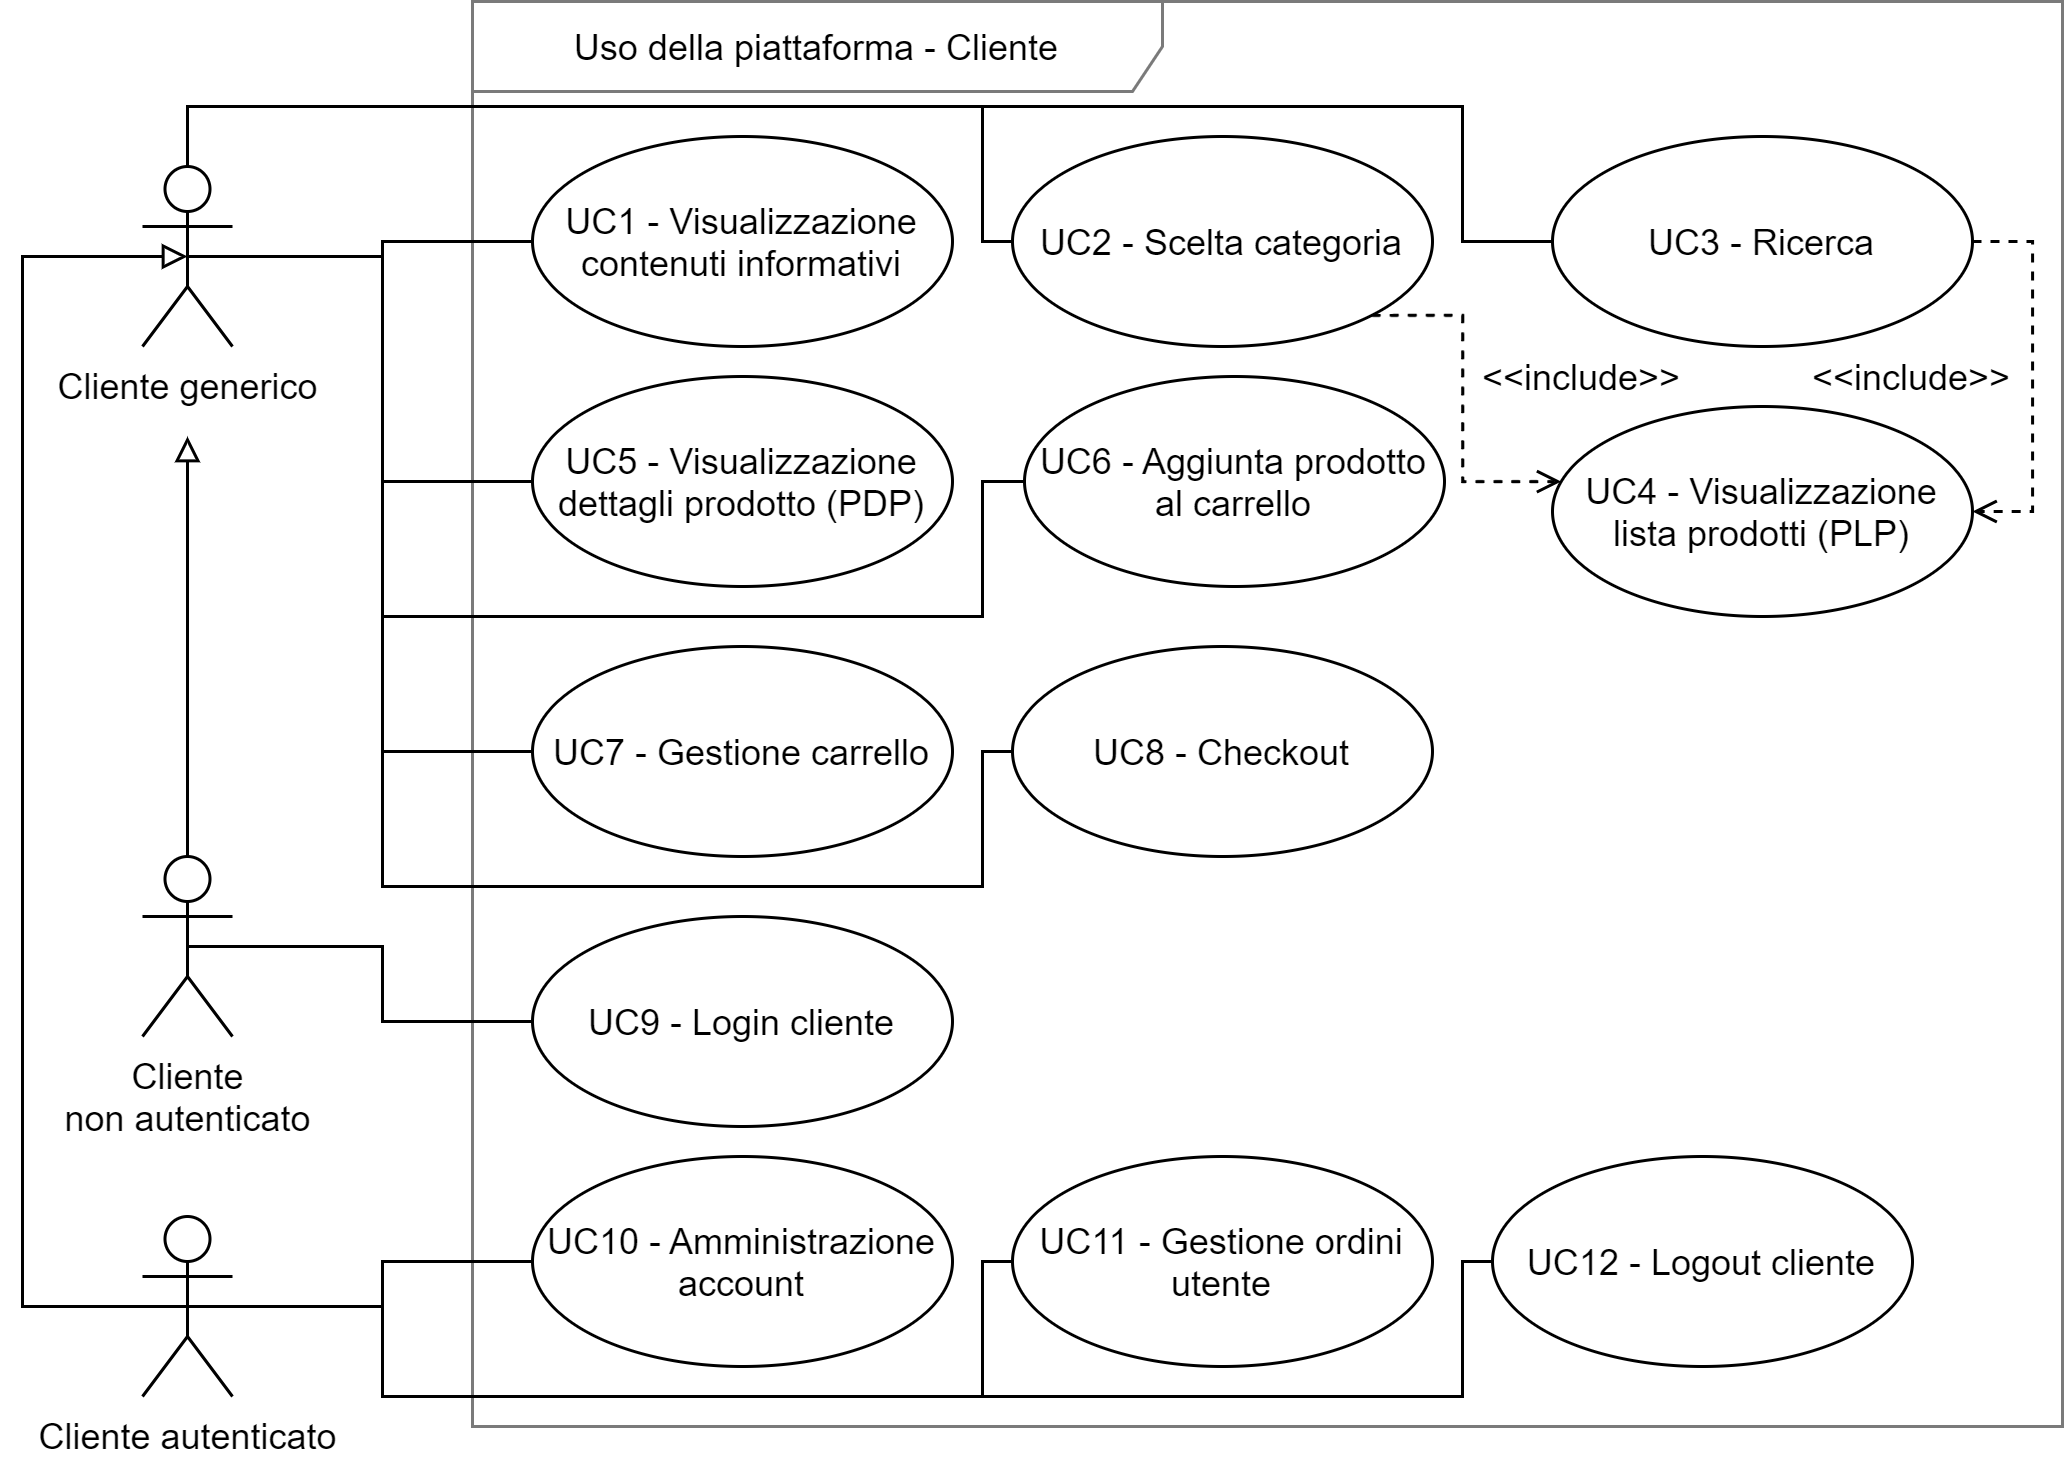 Uso della piattaforma - Cliente
UC1 - Visualizzazione
contenuti informativi
UC2 - Scelta categoria
UC3 - Ricerca
Cliente generico
<<include>>
<<include>>
UC5 - Visualizzazione
dettagli prodotto (PDP)
UC6 - Aggiunta prodotto
al carrello
UC4 - Visualizzazione
lista prodotti (PLP)
UC7 - Gestione carrello
UC8 - Checkout
UC9 - Login cliente
Cliente
non autenticato
UC10 - Amministrazione
account
UC11 - Gestione ordini
utente
UC12 - Logout cliente
Cliente autenticato